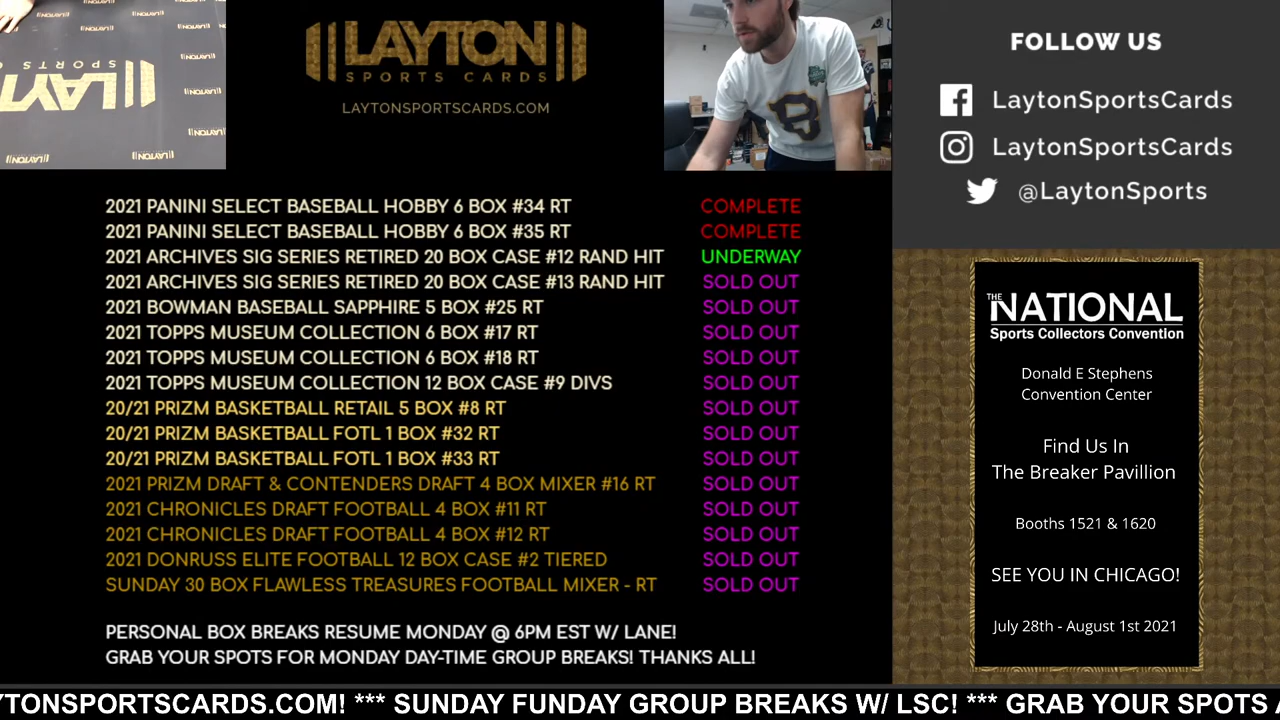 LAYTON
SPORTS CARDS
LAYTONSPORTSCARDS.COM
2021 PANINI SELECT BASEBALL HOBBY 6 BOX #34 RT COMPLETE
2021 PANINI SELECT BASEBALL HOBBY 6 BOX #35 RT COMPLETE
2021 ARCHIVES SIG SERIES RETIRED 20 BOX CASE #12 RAND HIT UNDERWAY
2021 ARCHIVES SIG SERIES RETIRED 20 BOX CASE #13 RAND HIT SOLD OUT
2021 BOWMAN BASEBALL SAPPHIRE 5 BOX #25 RT SOLD OUT
2021 TOPPS MUSEUM COLLECTION 6 BOX #17 RT SOLD OUT
2021 TOPPS MUSEUM COLLECTION 6 BOX #18 RT SOLD OUT
2021 TOPPS MUSEUM COLLECTION 12 BOX CASE #9 DIVS SOLD OUT
20/21 PRIZM BASKETBALL RETAIL 5 BOX #8 RT SOLD OUT
20/21 PRIZM BASKETBALL FOTL 1 BOX #32 RT SOLD OUT
20/21 PRIZM BASKETBALL FOTL 1 BOX #33 RT SOLD OUT
2021 PRIZM DRAFT & CONTENDERS DRAFT 4 BOX MIXER #16 RT SOLD OUT
2021 CHRONICLES DRAFT FOOTBALL 4 BOX #11 RT SOLD OUT
2021 CHRONICLES DRAFT FOOTBALL 4 BOX #12 RT SOLD OUT
2021 DONRUSS ELITE FOOTBALL 12 BOX CASE #2 TIERED SOLD OUT
SUNDAY 30 BOX FLAWLESS TREASURES FOOTBALL MIXER - RT SOLD OUT
PERSONAL BOX BREAKS RESUME MONDAY @ 6PM EST W/ LANE!
GRAB YOUR SPOTS FOR MONDAY DAY-TIME GROUP BREAKS! THANKS ALL!
FOLLOW US
LaytonSportsCards
LaytonSportsCards
@LaytonSports
THE
NATIONAL
Sports Collectors Convention
Donald E Stephens
Convention Center
Find Us In
The Breaker Pavillion
Booths 1521 & 1620
SEE YOU IN CHICAGO!
July 28th - August 1st 2021
YTONSPORTSCARDS.COM! *** SUNDAY FUNDAY GROUP BREAKS W/ LSC! *** GRAB YOUR SPOTS A